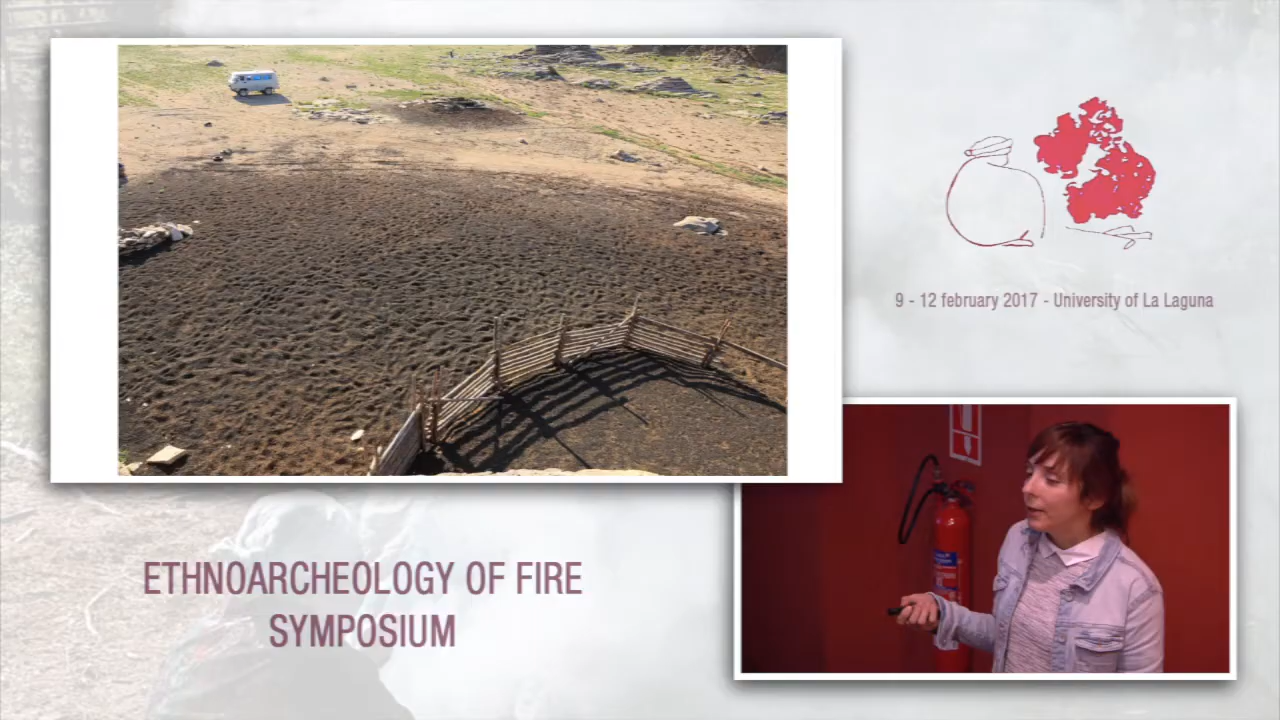 9 - 12 february 2017 - University of La Laguna
ETHNOARCHEOLOGY OF FIRE
SYMPOSIUM